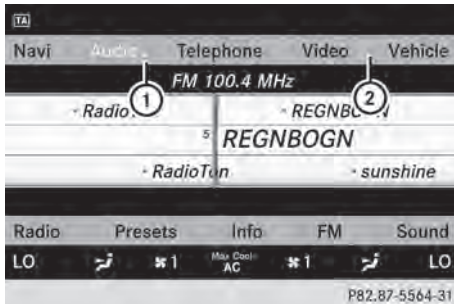 TA
Navi Audio Telephone Video Vehicle
FM 100.4 MHz
1 2
Radio REGNB
5 REGNBOGN
RadioTon sunshine
Radio Presets Info FM Sound
LO 1 Max Cool AC 1 LO
P82.87-5564-31